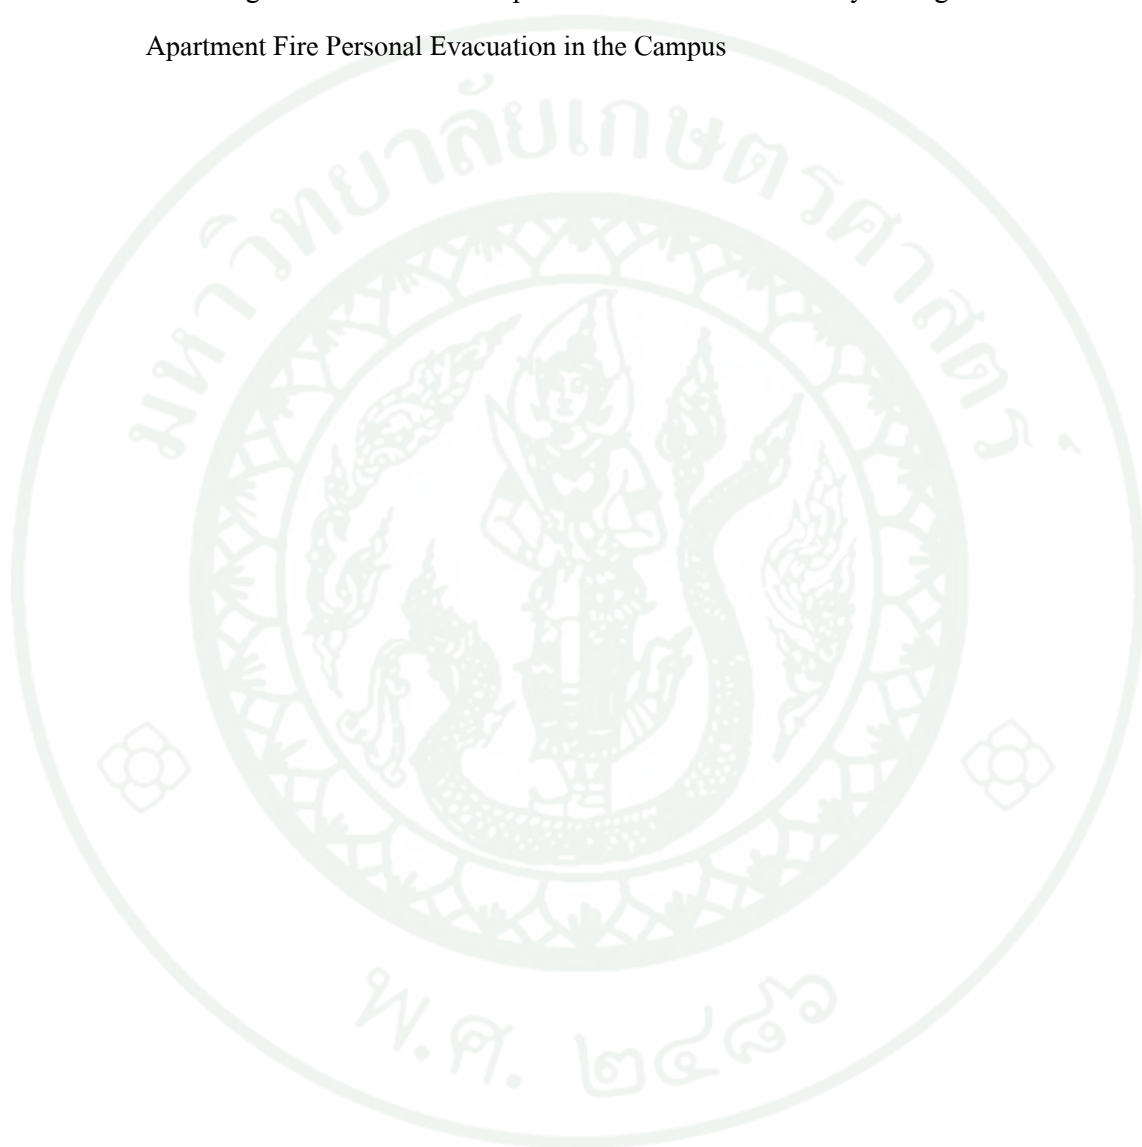 Apartment Fire Personal Evacuation in the Campus
มหาวิทยาลัยเกษตรศาสตร์
พ.ศ. ๒๔๘๖